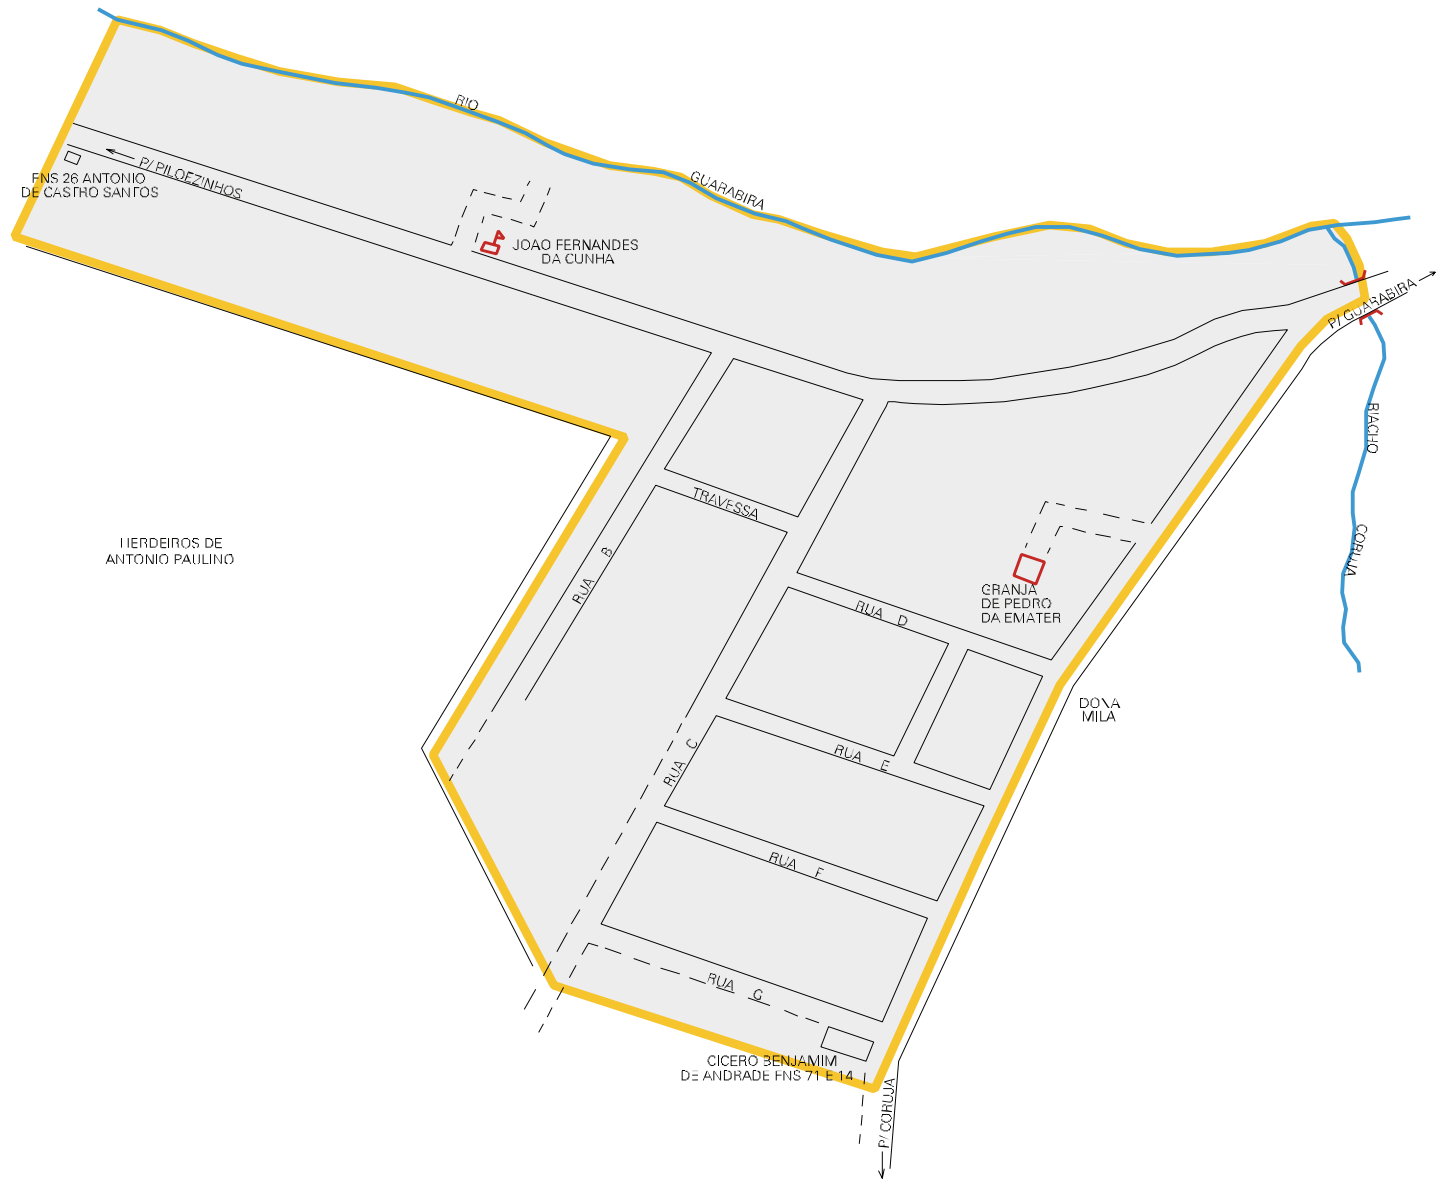 RIO
P/ PILOEZINHOS
GUARABIRA
FNS 26 ANTONIO
DE CASTRO SANTOS
JOAO FERNANDES
DA CUNHA
P/ GUARABIRA
RIACHO
TRAVESSA
HERDEIROS DE
ANTONIO PAULINO
RUA B
CORUJA
GRANJA
DE PEDRO
DA EMATER
RUA D
DONA
MILA
RUA C
RUA E
RUA F
RUA G
CICERO BENJAMIM
DE ANDRADE FNS 71 E 14
P/ CORUJA